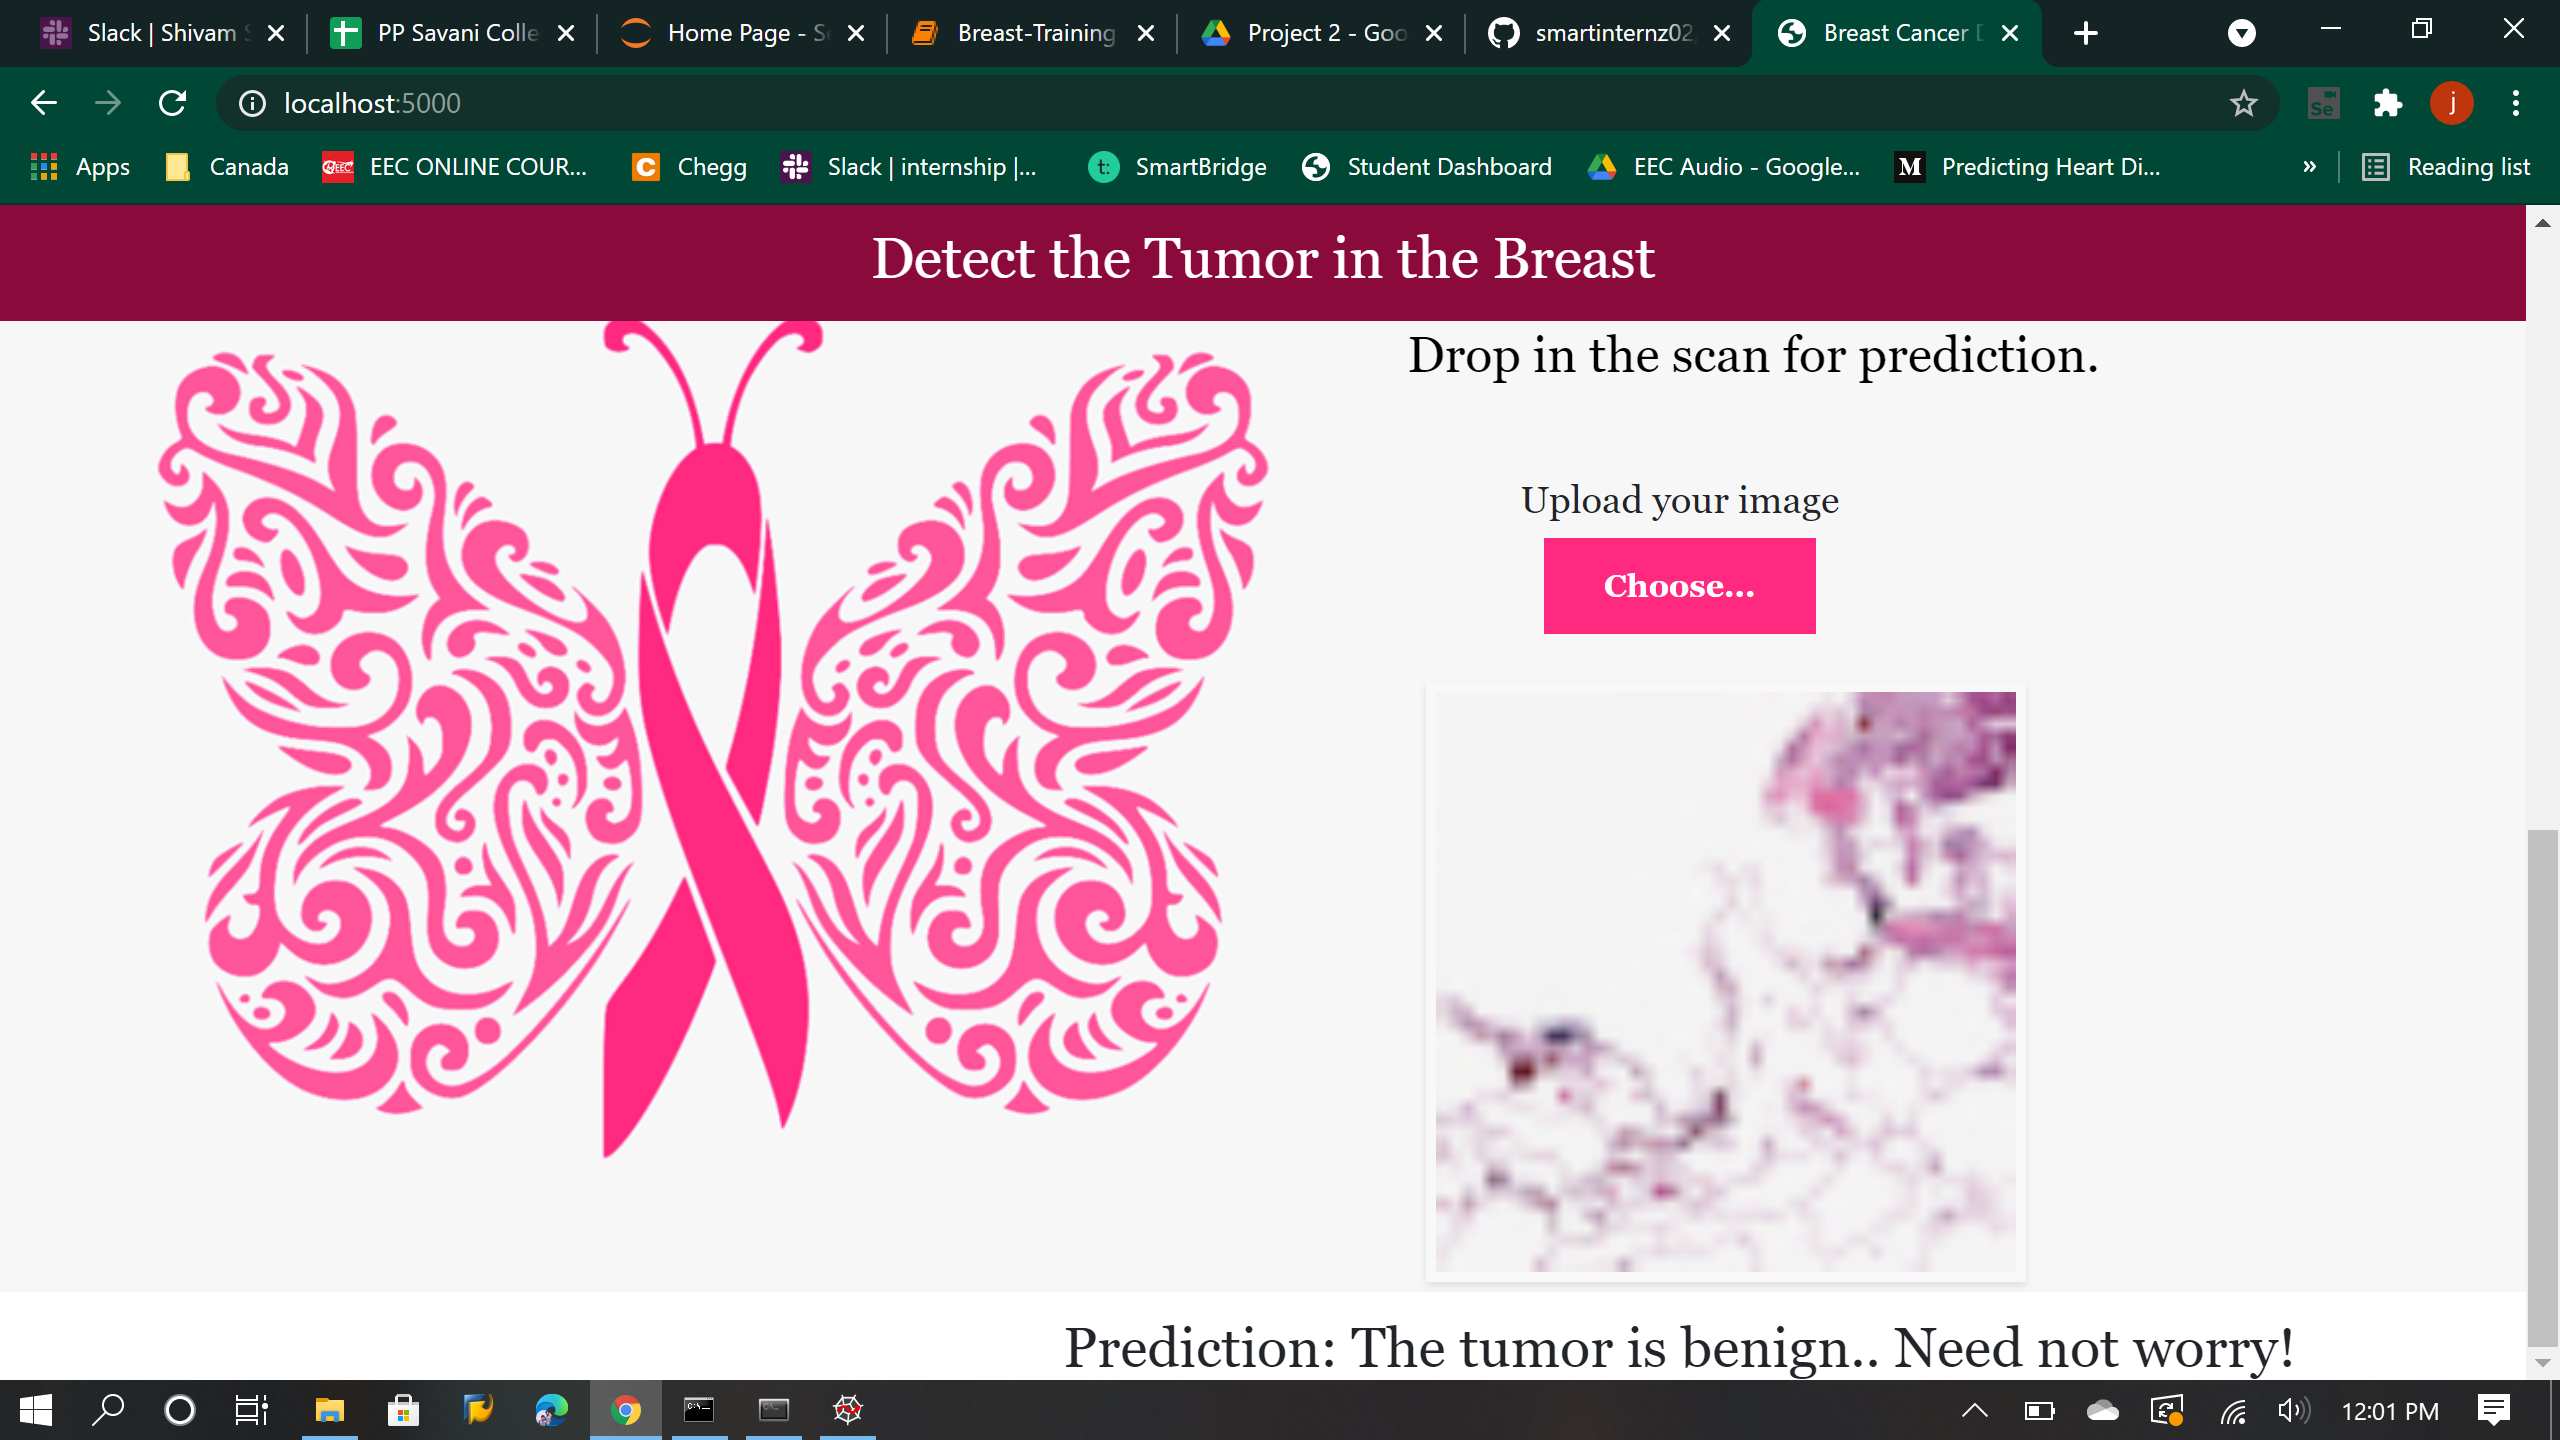 Slack | Shivam S
PP Savani Colle
Home Page - Se
Breast-Training
Project 2 - Goo
smartinternz02
Breast Cancer D
localhost:5000
Se
j
Apps
Canada
EEC ONLINE COUR...
C
Chegg
Slack | internship |...
t:
SmartBridge
Student Dashboard
EEC Audio - Google...
M
Predicting Heart Di...
»
Reading list
Detect the Tumor in the Breast
Drop in the scan for prediction.
Upload your image
Choose...
Prediction: The tumor is benign.. Need not worry!
12:01 PM